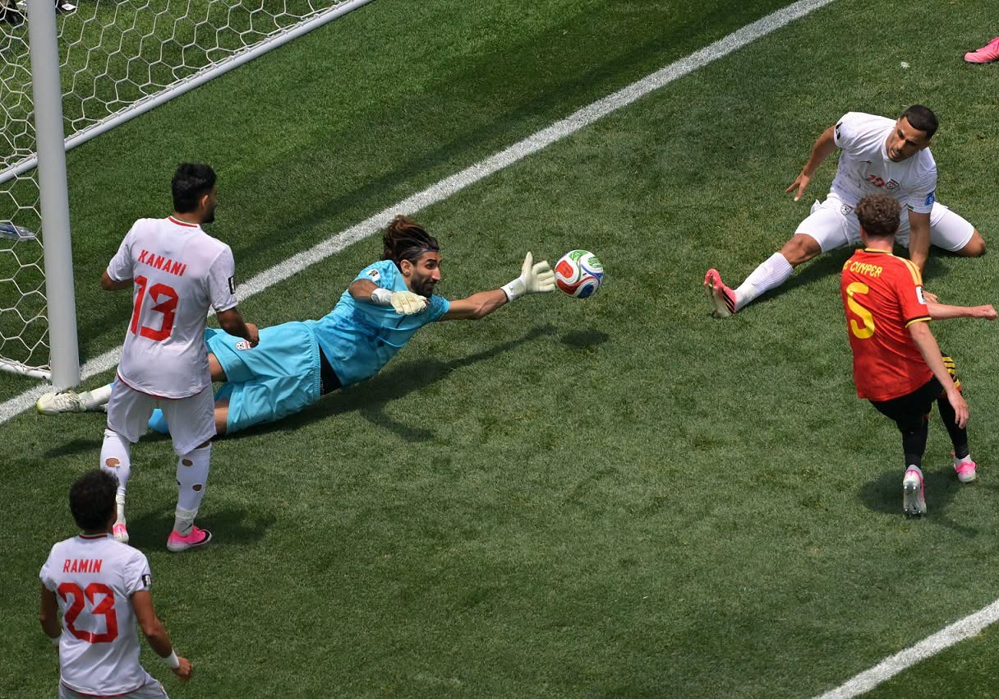 KANANI
13
RAMIN
23
CUYPER
5